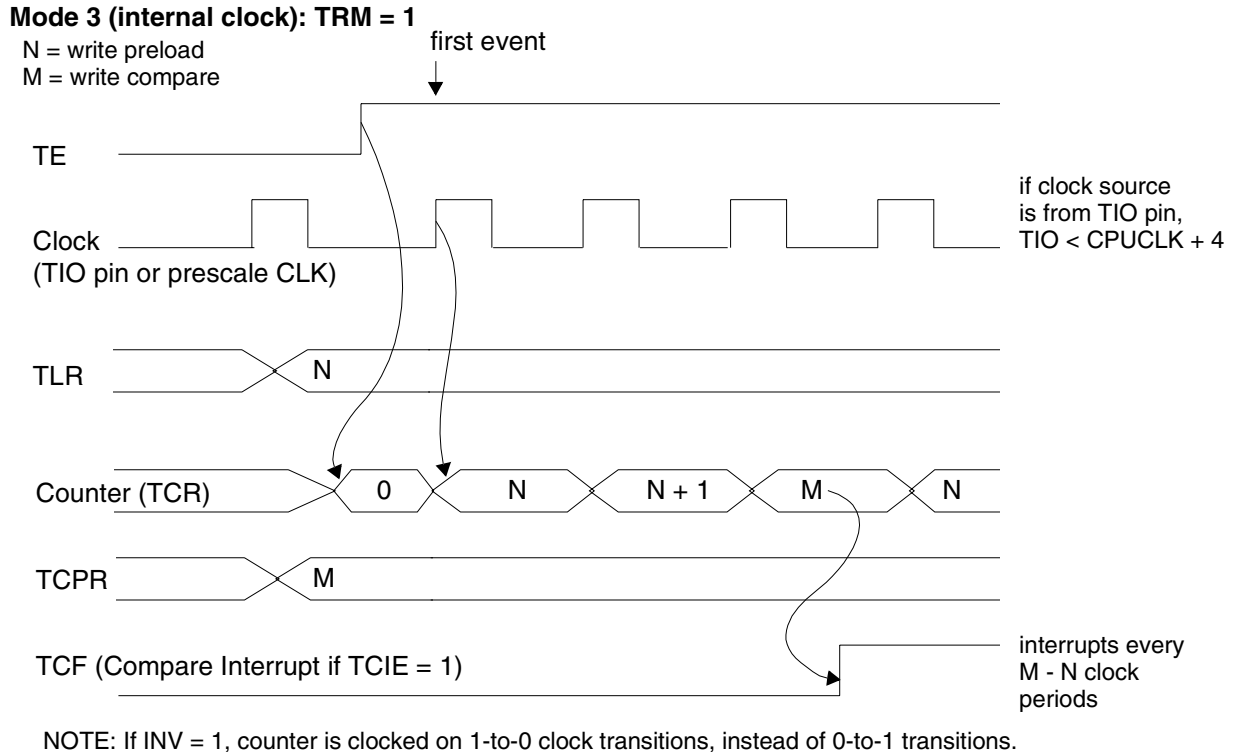 Mode 3 (internal clock): TRM = 1
N = write preload
M = write compare
first event
TE
if clock source
is from TIO pin,
TIO < CPUCLK + 4
Clock
(TIO pin or prescale CLK)
TLR
N
Counter (TCR)
0
N
N + 1
M
N
TCPR
M
TCF (Compare Interrupt if TCIE = 1)
interrupts every
M - N clock
periods
NOTE: If INV = 1, counter is clocked on 1-to-0 clock transitions, instead of 0-to-1 transitions.